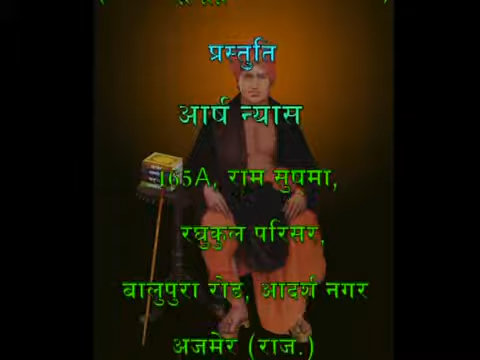 प्रस्तुति
आर्ष न्यास
165A, राम सुषमा,
रघुकुल परिसर,
बालुपुरा रोड, आदर्श नगर
अजमेर (राज.)